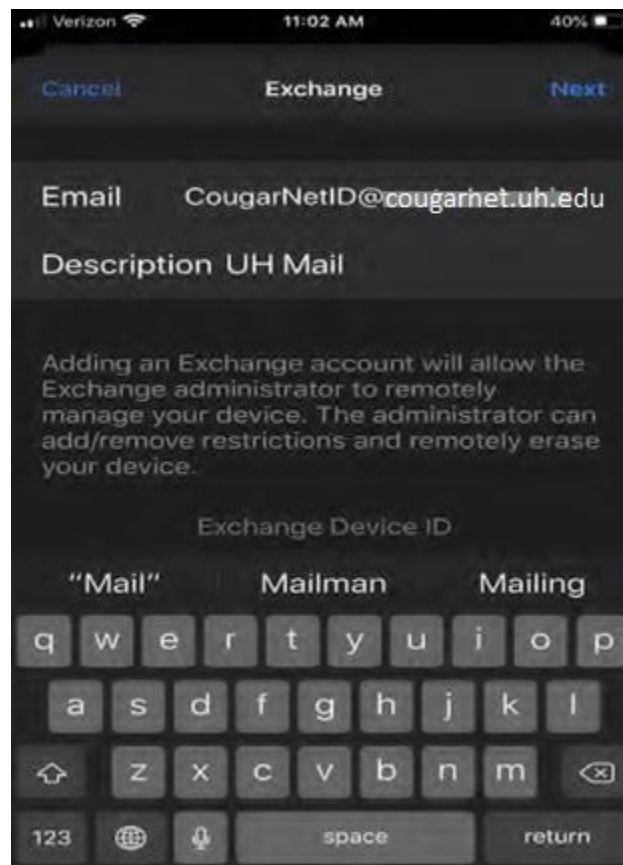 Verizon 11:02 AM 40%
Cancel Exchange Next
Email CougarNetID@cougarnet.uh.edu
Description UH Mail
Adding an Exchange account will allow the
Exchange administrator to remotely
manage your device. The administrator can
add/remove restrictions and remotely erase
your device.
Exchange Device ID
“Mail” Mailman Mailing
q w e r t y u i o p
a s d f g h j k l
z x c v b n m
123 space return